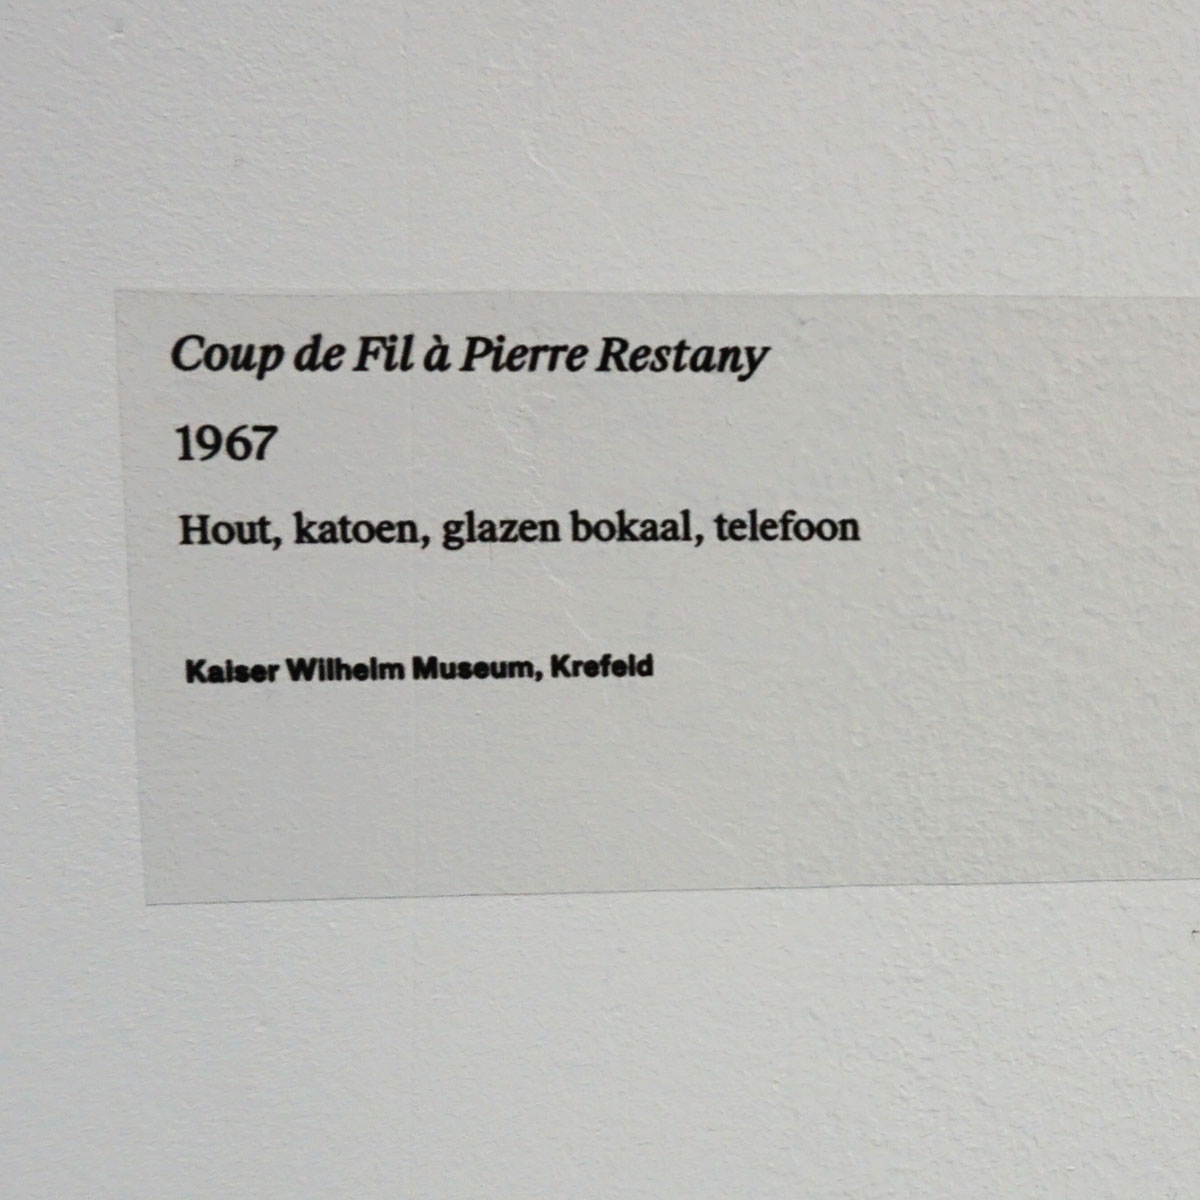 Coup de Fil à Pierre Restany
1967
Hout, katoen, glazen bokaal, telefoon
Kaiser Wilhelm Museum, Krefeld